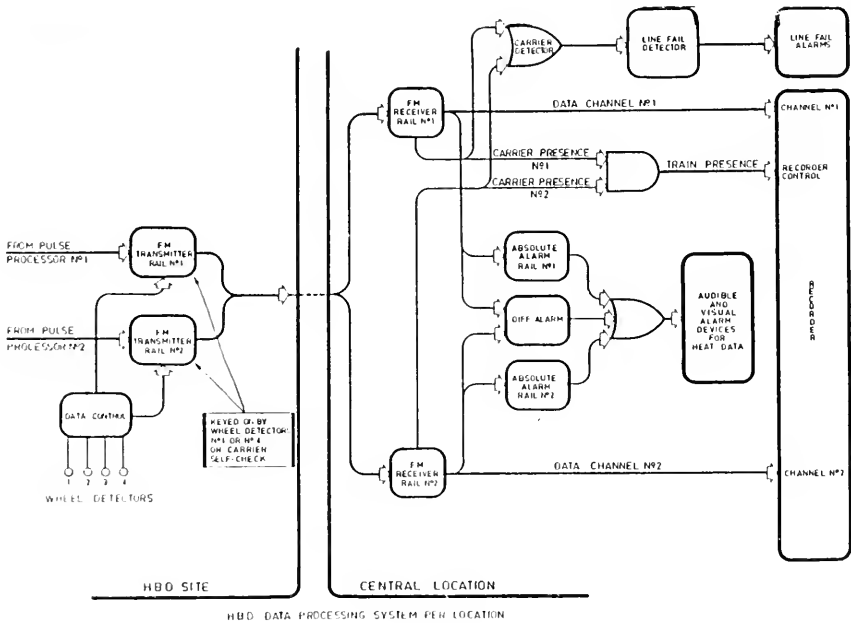 CARRIER
DETECTOR
LINE FAIL
DETECTOR
LINE FAIL
ALARMS
FM
RECEIVER
RAIL Nº1
DATA CHANNEL Nº1
CHANNEL Nº1
CARRIER PRESENCE
Nº1
CARRIER PRESENCE
Nº2
TRAIN PRESENCE
RECORDER
CONTROL
FROM PULSE
PROCESSOR Nº1
FM
TRANSMITTER
RAIL Nº1
ABSOLUTE
ALARM
RAIL Nº1
DIFF ALARM
ABSOLUTE
ALARM
RAIL Nº2
AUDIBLE
AND
VISUAL
ALARM
DEVICES
FOR
HEAT DATA
RECORDER
FROM PULSE
PROCESSOR Nº2
FM
TRANSMITTER
RAIL Nº2
DATA CONTROL
KEYED ON BY
WHEEL DETECTORS
Nº1 OR Nº4
OR CARRIER
SELF-CHECK
1 2 3 4
WHEEL DETECTORS
FM
RECEIVER
RAIL Nº2
DATA CHANNEL Nº2
CHANNEL Nº2
HBD SITE
CENTRAL LOCATION
HBD DATA PROCESSING SYSTEM PER LOCATION